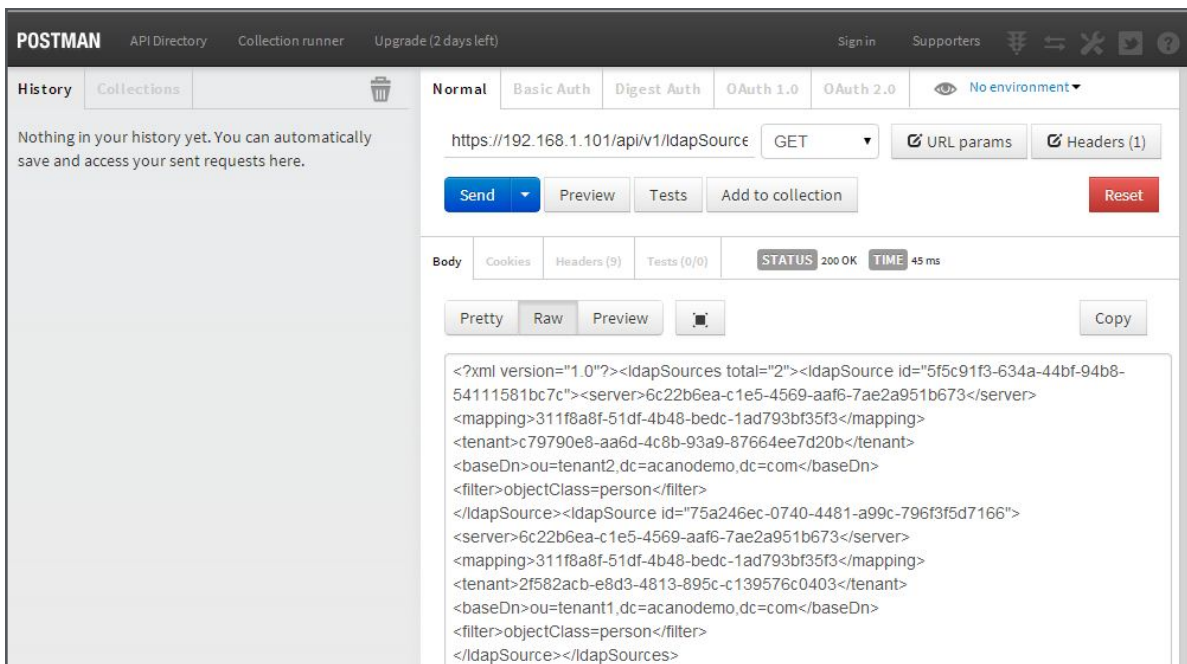 POSTMAN API Directory Collection runner Upgrade (2 days left) Sign in Supporters
History Collections
Nothing in your history yet. You can automatically
save and access your sent requests here.
Normal Basic Auth Digest Auth OAuth 1.0 OAuth 2.0 No environment
https://192.168.1.101/api/v1/ldapSource GET URL params Headers (1)
Send Preview Tests Add to collection Reset
Body Cookies Headers (9) Tests (0/0) STATUS 200 OK TIME 45 ms
Pretty Raw Preview Copy
<?xml version="1.0"?><ldapSources total="2"><ldapSource id="5f5c91f3-634a-44bf-94b8-
54111581bc7c"><server>6c22b6ea-c1e5-4569-aaf6-7ae2a951b673</server>
<mapping>311f8a8f-51df-4b48-bedc-1ad793bf35f3</mapping>
<tenant>c79790e8-aa6d-4c8b-93a9-87664ee7d20b</tenant>
<baseDn>ou=tenant2,dc=acanodemo,dc=com</baseDn>
<filter>objectClass=person</filter>
</ldapSource><ldapSource id="75a246ec-0740-4481-a99c-796f3f5d7166">
<server>6c22b6ea-c1e5-4569-aaf6-7ae2a951b673</server>
<mapping>311f8a8f-51df-4b48-bedc-1ad793bf35f3</mapping>
<tenant>2f582acb-e8d3-4813-895c-c139576c0403</tenant>
<baseDn>ou=tenant1,dc=acanodemo,dc=com</baseDn>
<filter>objectClass=person</filter>
</ldapSource></ldapSources>